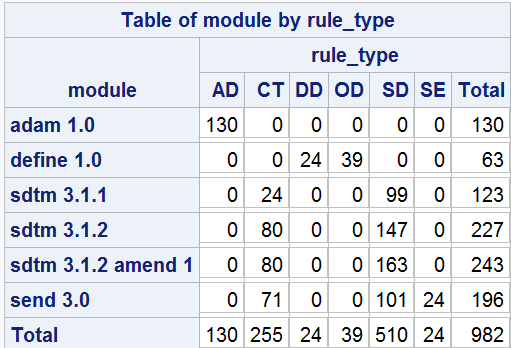 Table of module by rule_type
rule_type
module AD CT DD OD SD SE Total
adam 1.0 130 0 0 0 0 0 130
define 1.0 0 0 24 39 0 0 63
sdtm 3.1.1 0 24 0 0 99 0 123
sdtm 3.1.2 0 80 0 0 147 0 227
sdtm 3.1.2 amend 1 0 80 0 0 163 0 243
send 3.0 0 71 0 0 101 24 196
Total 130 255 24 39 510 24 982